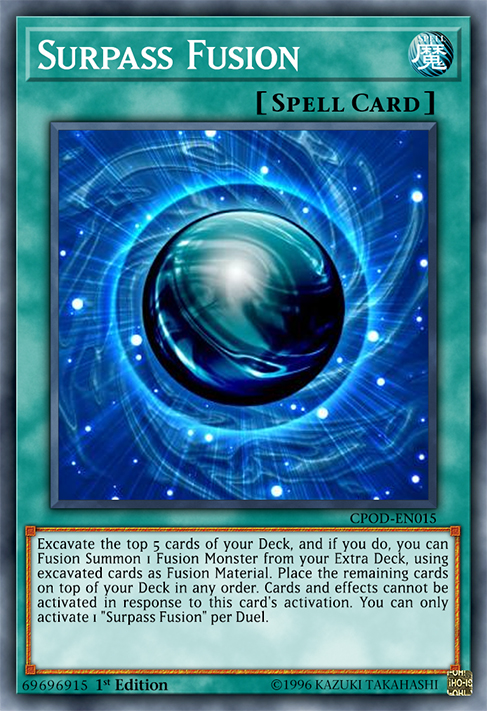 Surpass Fusion
SPELL
魔
[ Spell Card ]
CPOD-EN015
Excavate the top 5 cards of your Deck, and if you do, you can
Fusion Summon 1 Fusion Monster from your Extra Deck, using
excavated cards as Fusion Material. Place the remaining cards
on top of your Deck in any order. Cards and effects cannot be
activated in response to this card's activation. You can only
activate 1 "Surpass Fusion" per Duel.
69696915 1st Edition ©1996 KAZUKI TAKAHASHI